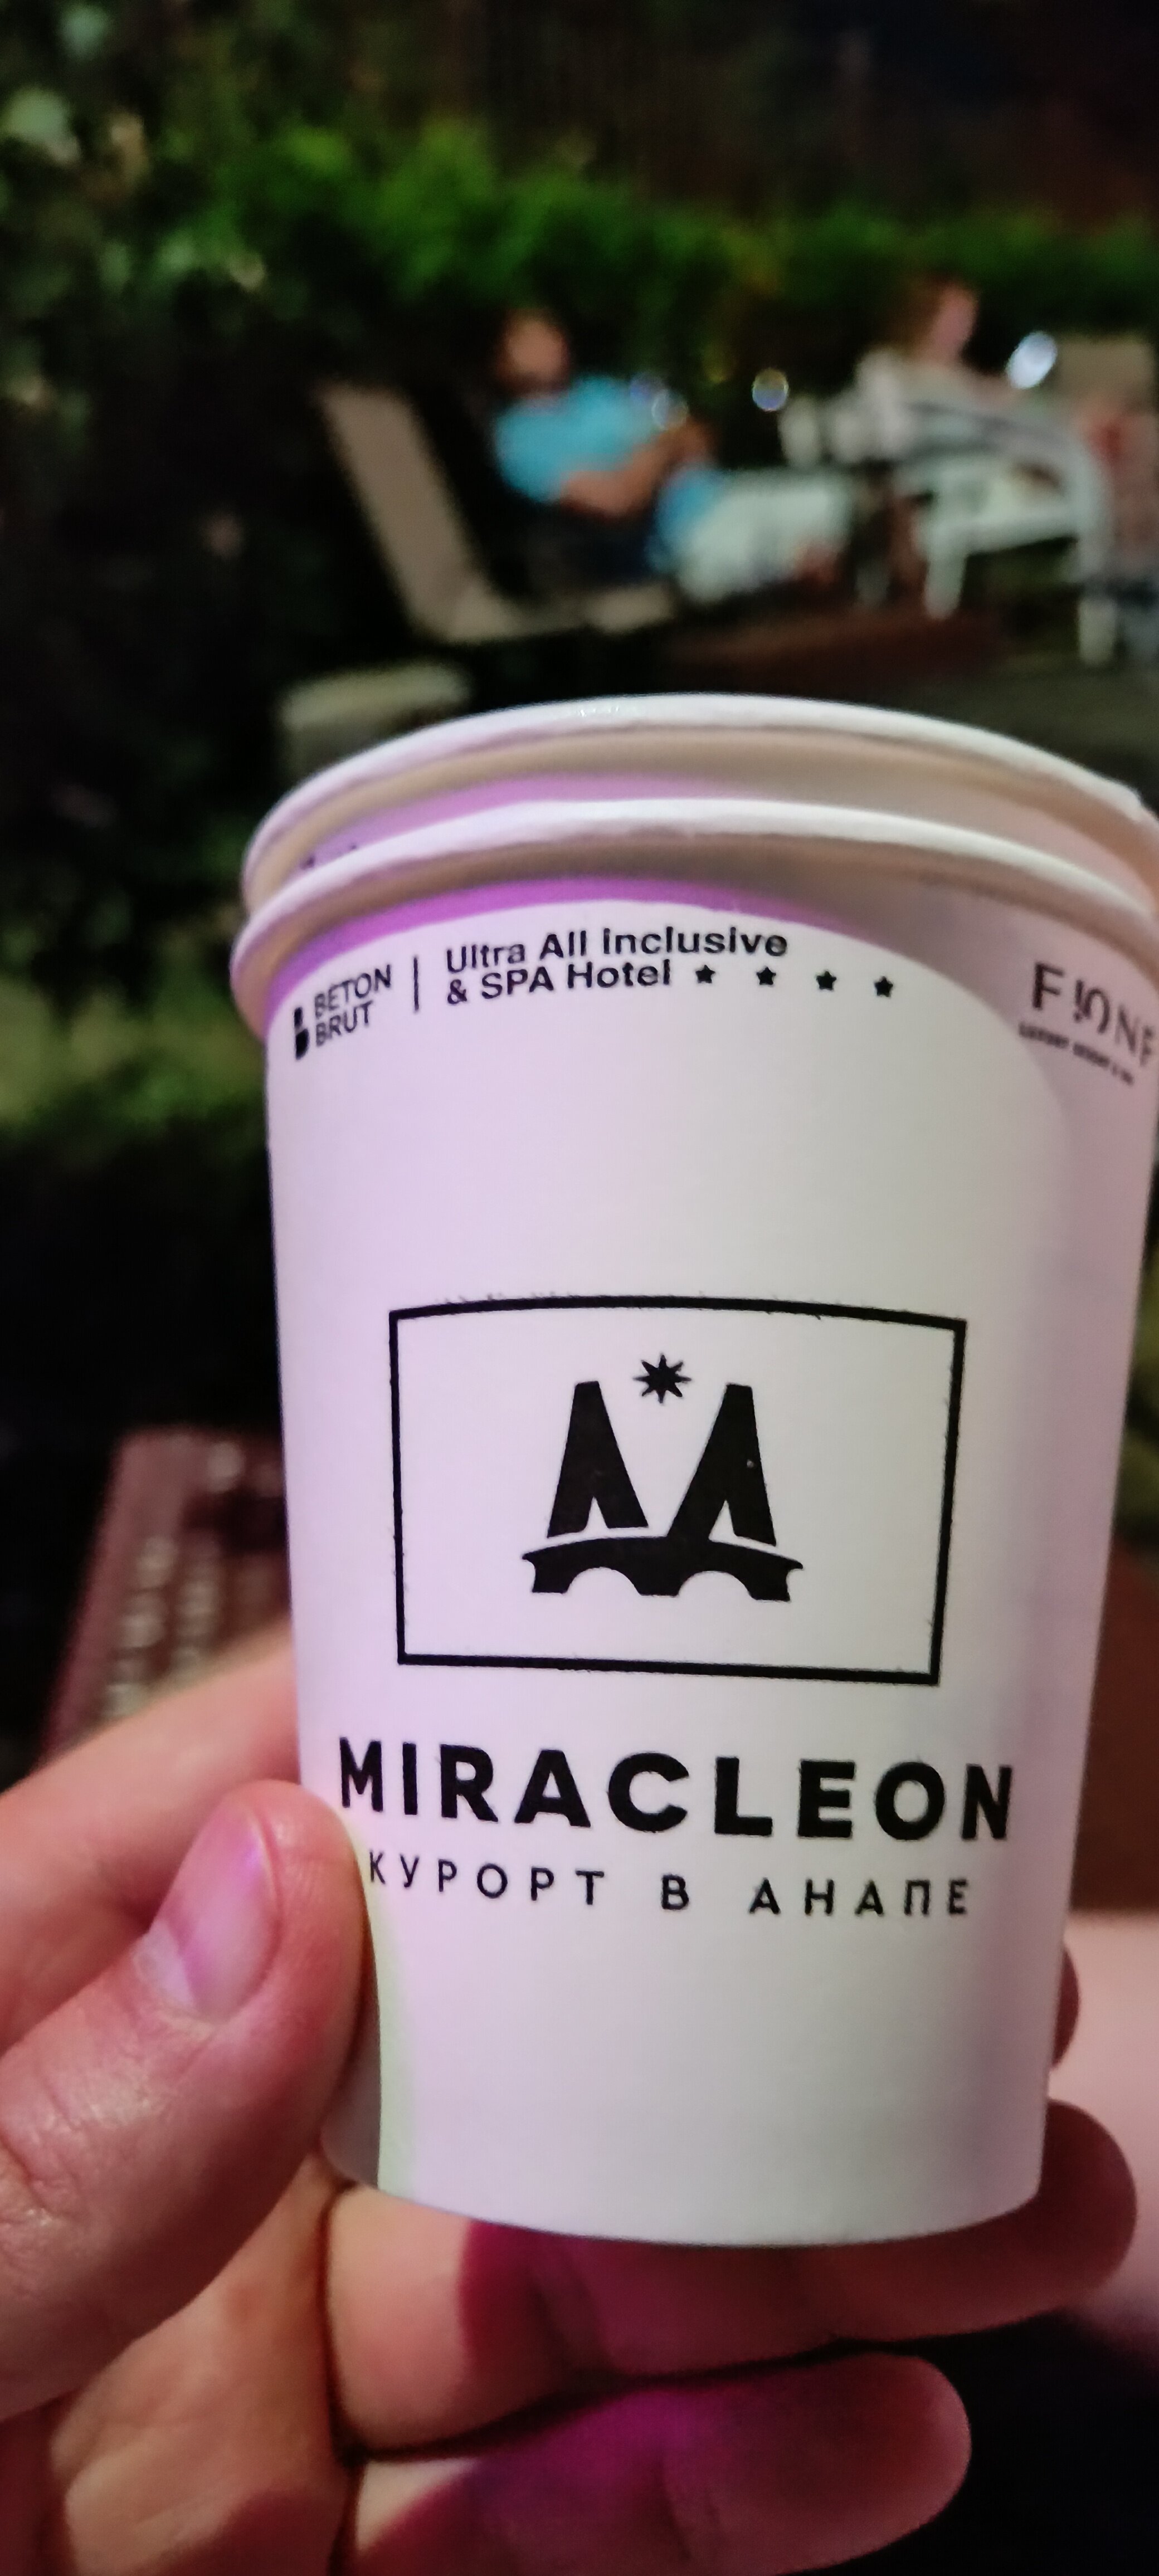 BETON
BRUT
Ultra All Inclusive
& SPA Hotel ★ ★ ★ ★
MIRACLEON
КУРОРТ В АНАПЕ